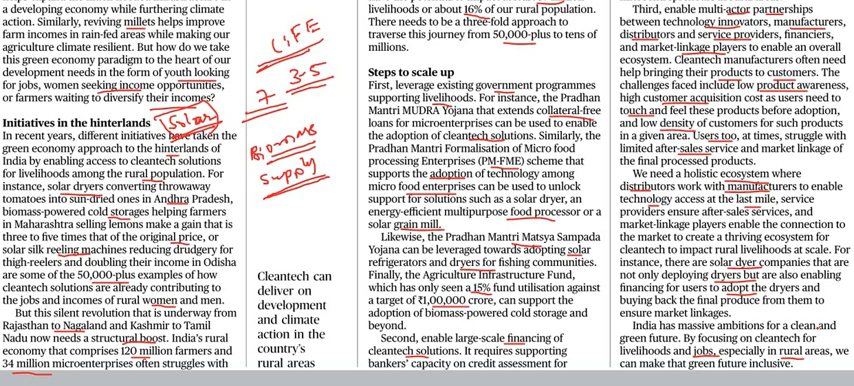 a developing economy while furthering climate
action. Similarly, reviving millets helps improve
farm incomes in rain-fed areas while making our
agriculture climate resilient. But how do we take
this green economy paradigm to the heart of our
development needs in the form of youth looking
for jobs, women seeking income opportunities,
or farmers waiting to diversify their incomes?
Initiatives in the hinterlands
Solar
In recent years, different initiatives have taken the
green economy approach to the hinterlands of
India by enabling access to cleantech solutions
for livelihoods among the rural population. For
instance, solar dryers converting throwaway
tomatoes into sun-dried ones in Andhra Pradesh,
biomass-powered cold storages helping farmers
in Maharashtra selling lemons make a gain that is
three to five times that of the original price, or
solar silk reeling machines reducing drudgery for
thigh-reelers and doubling their income in Odisha
are some of the 50,000-plus examples of how
cleantech solutions are already contributing to
the jobs and incomes of rural women and men.
But this silent revolution that is underway from
Rajasthan to Nagaland and Kashmir to Tamil
Nadu now needs a structural boost. India's rural
economy that comprises 120 million farmers and
34 million microenterprises often struggles with
LiFE
7 3-5
Biomass
supply
Cleantech can
deliver on
development
and climate
action in the
country's
rural areas
livelihoods or about 16% of our rural population.
There needs to be a three-fold approach to
traverse this journey from 50,000-plus to tens of
millions.
Steps to scale up
First, leverage existing government programmes
supporting livelihoods. For instance, the Pradhan
Mantri MUDRA Yojana that extends collateral-free
loans for microenterprises can be used to enable
the adoption of cleantech solutions. Similarly, the
Pradhan Mantri Formalisation of Micro food
processing Enterprises (PM-FME) scheme that
supports the adoption of technology among
micro food enterprises can be used to unlock
support for solutions such as a solar dryer, an
energy-efficient multipurpose food processor or a
solar grain mill.
Likewise, the Pradhan Mantri Matsya Sampada
Yojana can be leveraged towards adopting solar
refrigerators and dryers for fishing communities.
Finally, the Agriculture Infrastructure Fund,
which has only seen a 15% fund utilisation against
a target of ₹1,00,000 crore, can support the
adoption of biomass-powered cold storage and
beyond.
Second, enable large-scale financing of
cleantech solutions. It requires supporting
bankers' capacity on credit assessment for
Third, enable multi-actor partnerships
between technology innovators, manufacturers,
distributors and service providers, financiers,
and market-linkage players to enable an overall
ecosystem. Cleantech manufacturers often need
help bringing their products to customers. The
challenges faced include low product awareness,
high customer acquisition cost as users need to
touch and feel these products before adoption,
and low density of customers for such products
in a given area. Users too, at times, struggle with
limited after-sales service and market linkage of
the final processed products.
We need a holistic ecosystem where
distributors work with manufacturers to enable
technology access at the last mile, service
providers ensure after-sales services, and
market-linkage players enable the connection to
the market to create a thriving ecosystem for
cleantech to impact rural livelihoods at scale. For
instance, there are solar dyer companies that are
not only deploying dryers but are also enabling
financing for users to adopt the dryers and
buying back the final produce from them to
ensure market linkages.
India has massive ambitions for a clean and
green future. By focusing on cleantech for
livelihoods and jobs, especially in rural areas, we
can make that green future inclusive.